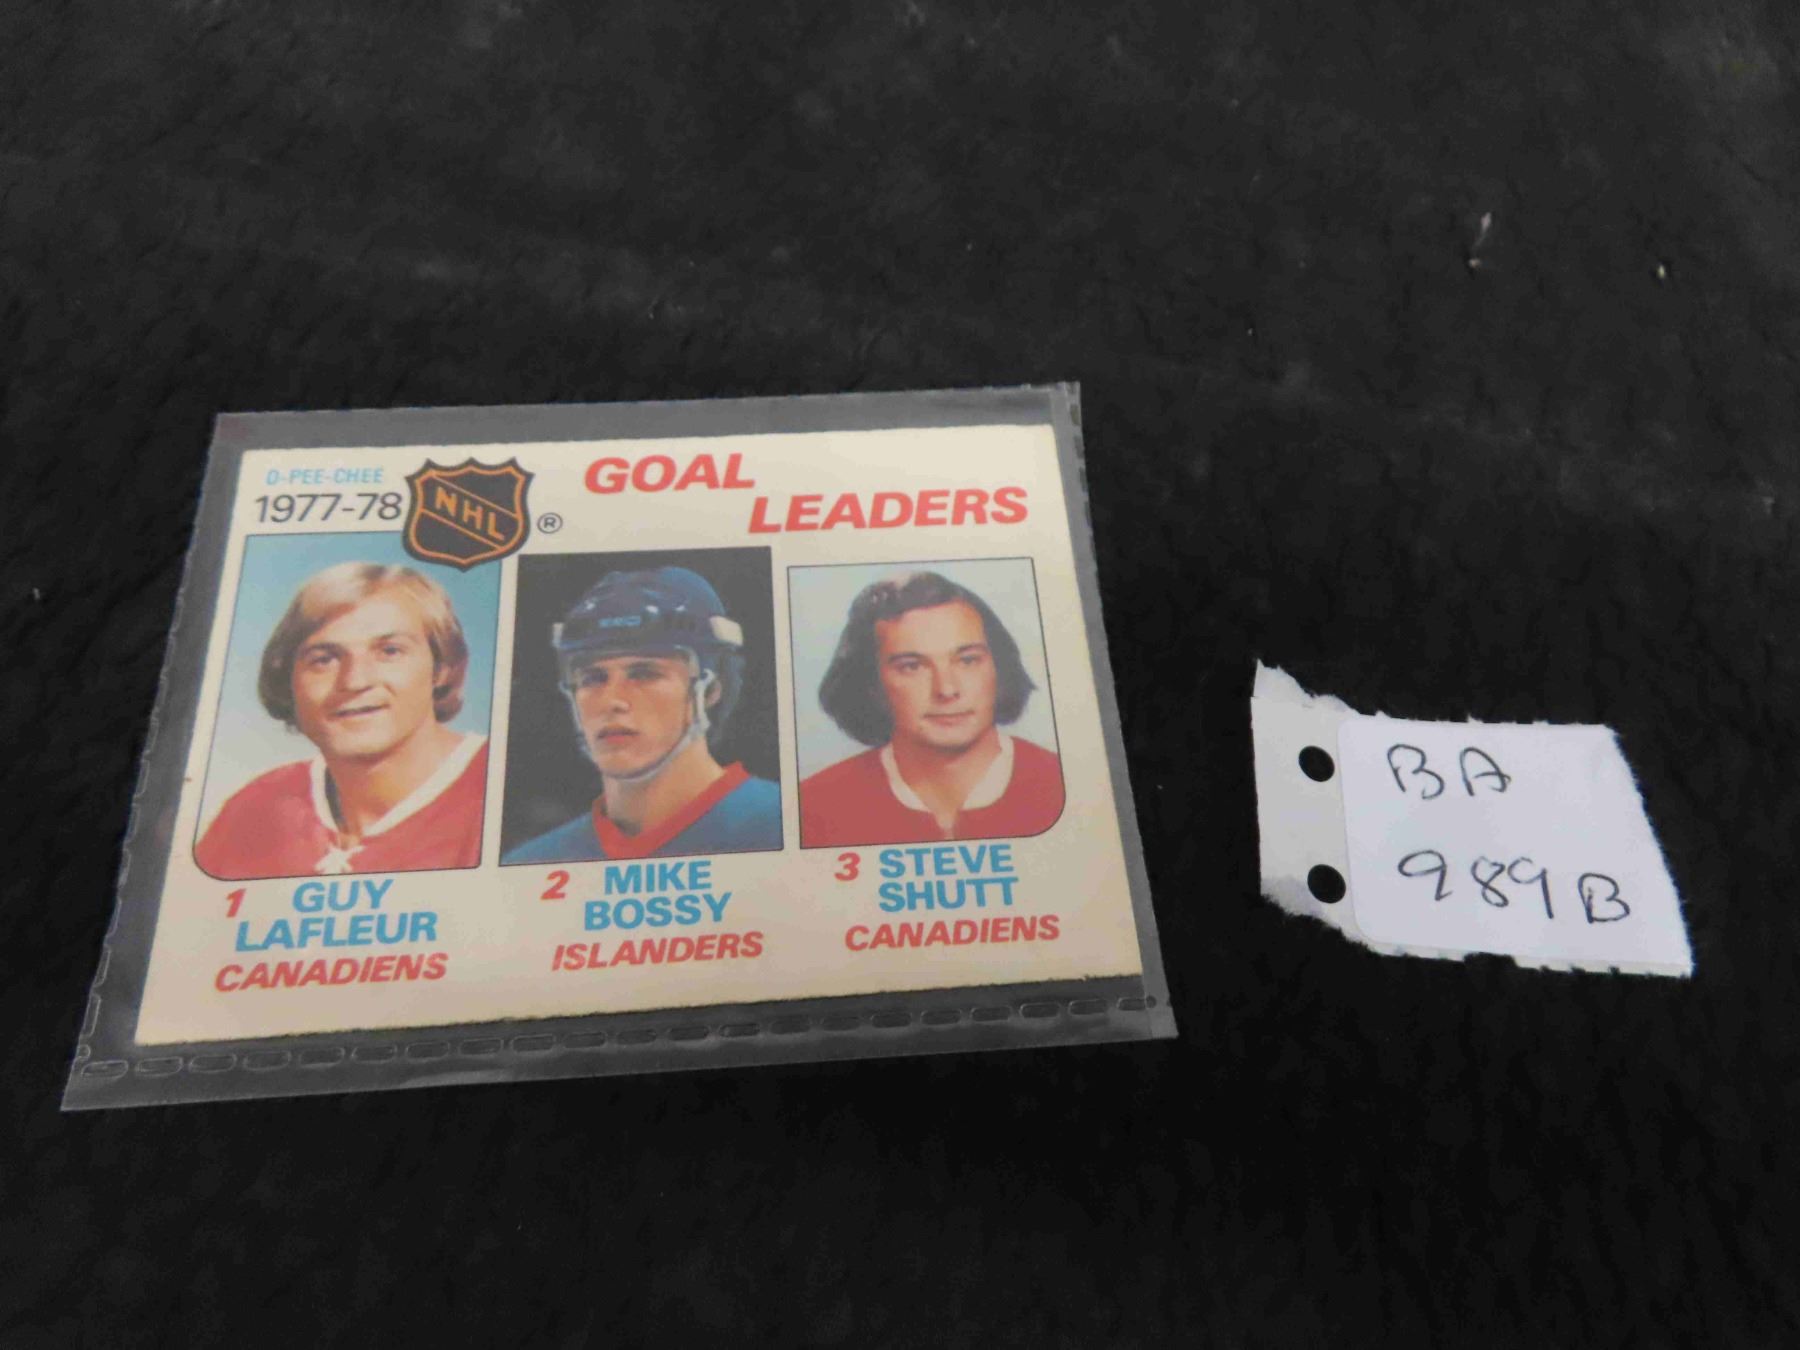 O-PEE-CHEE
1977-78
NHL
®
GOAL
LEADERS
1 GUY
LAFLEUR
CANADIENS
2 MIKE
BOSSY
ISLANDERS
3 STEVE
SHUTT
CANADIENS
BA
989B